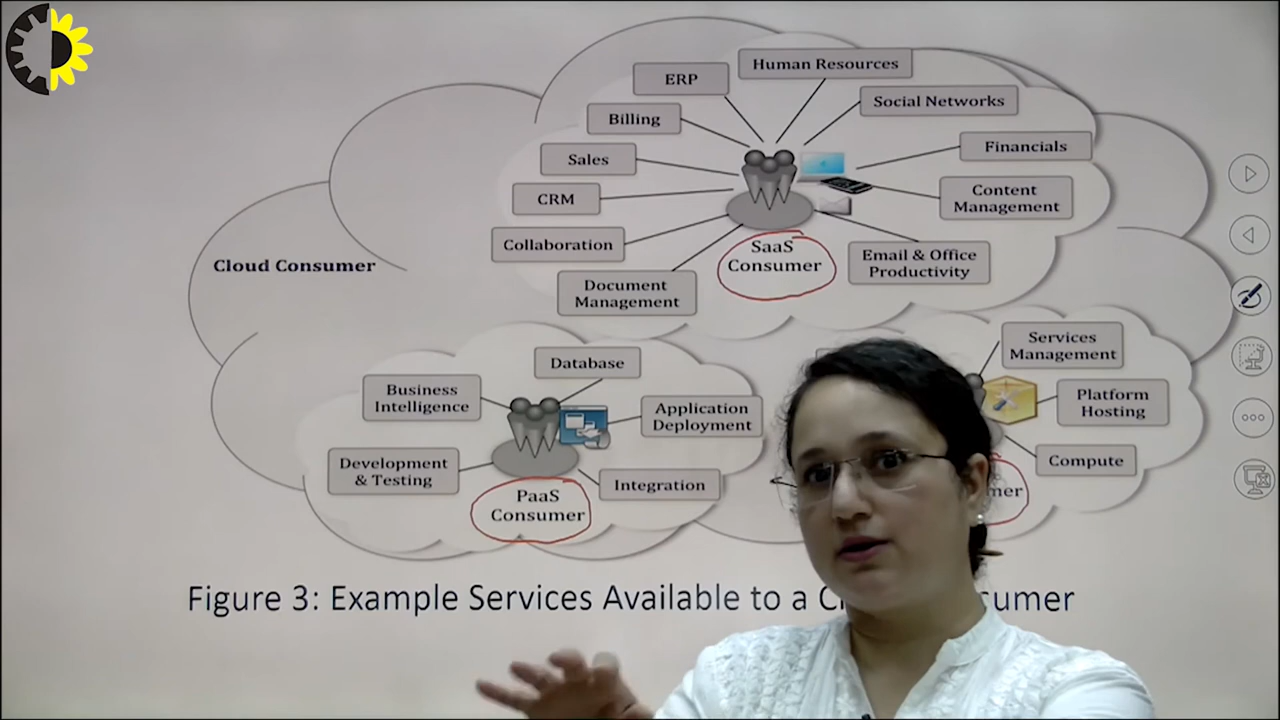 Human Resources
ERP
Social Networks
Billing
Financials
Sales
CRM
Content
Management
Collaboration
SaaS
Consumer
Email & Office
Productivity
Cloud Consumer
Document
Management
Services
Management
Database
Business
Intelligence
Platform
Hosting
Application
Deployment
Development
& Testing
Compute
Integration
PaaS
Consumer
mer
Figure 3: Example Services Available to a C
umer